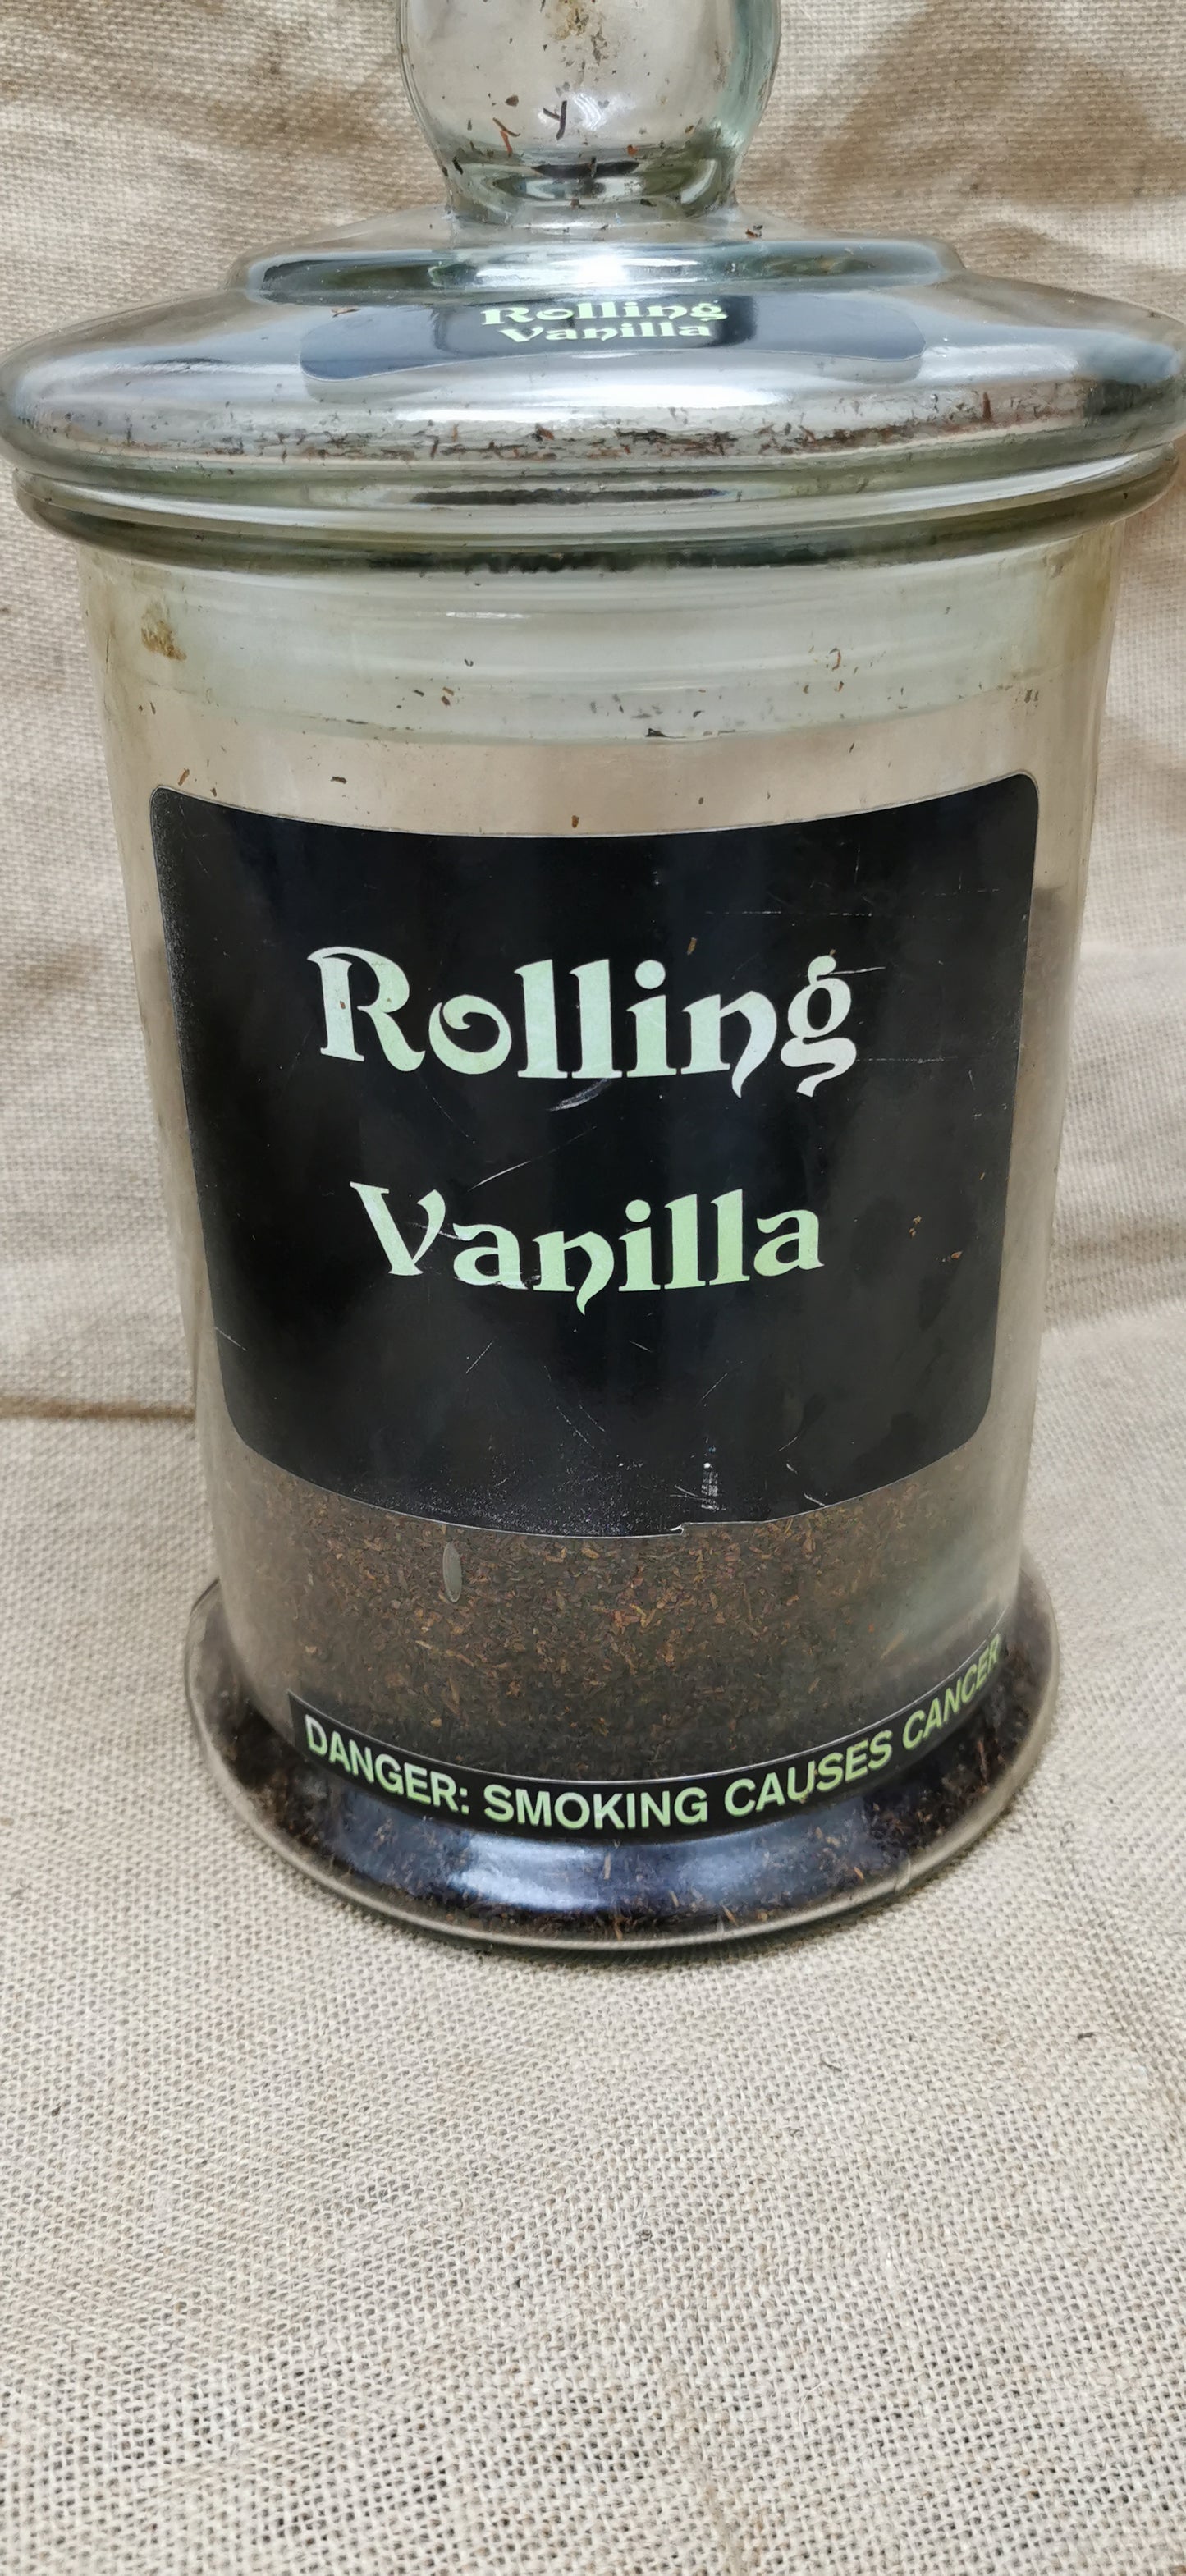 Rolling
Vanilla
Rolling
Vanilla
DANGER: SMOKING CAUSES CANCER